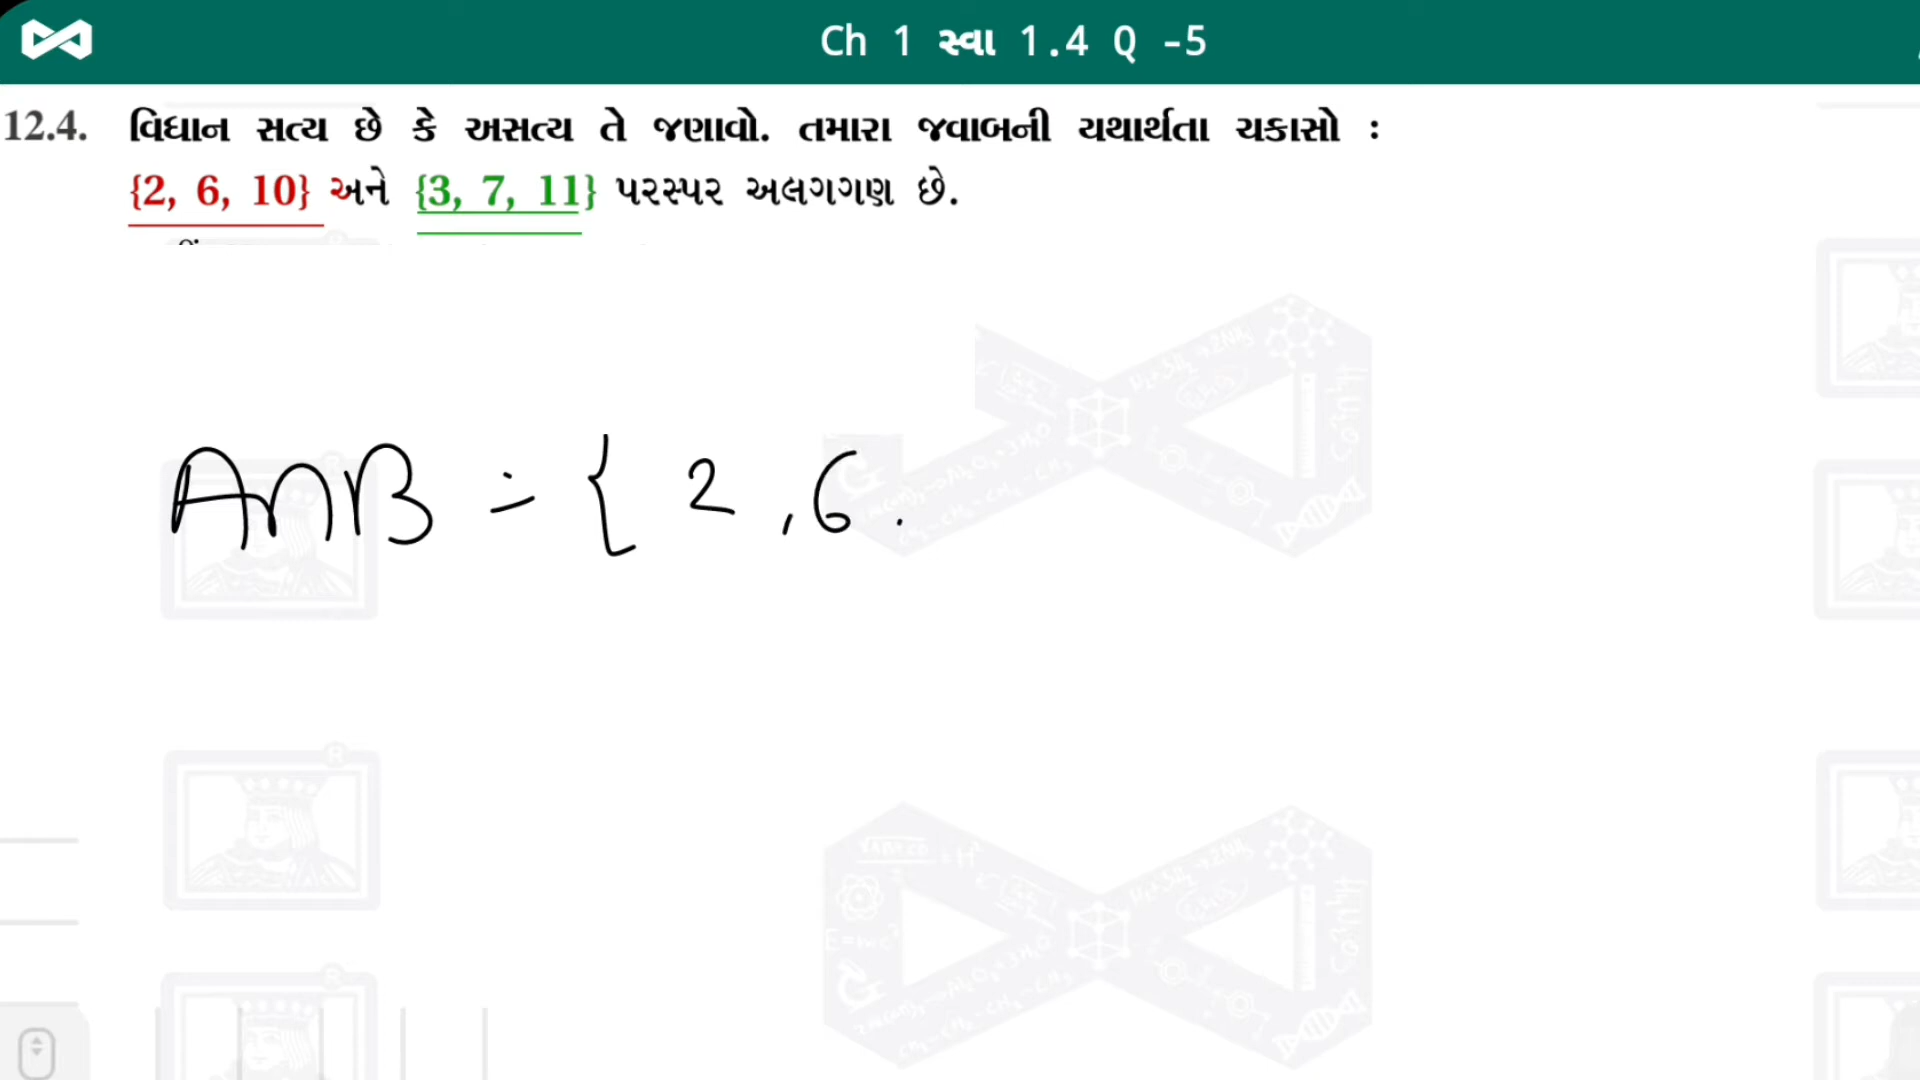 Ch 1 સ્વા 1.4 Q -5
12.4. વિધાન સત્ય છે કે અસત્ય તે જણાવો. તમારા જવાબની યથાર્થતા ચકાસો :
{2, 6, 10} અને {3, 7, 11} પરસ્પર અલગગણ છે.
A∩B = { 2 , 6 .